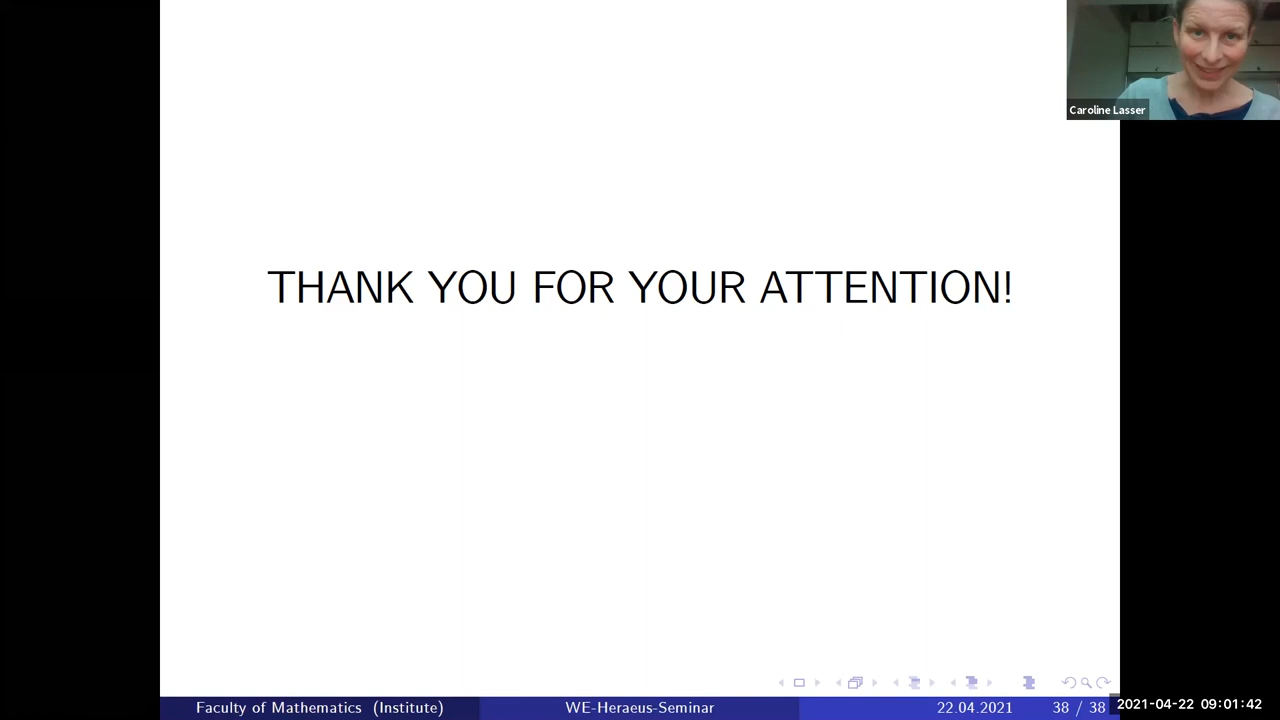 Caroline Lasser
THANK YOU FOR YOUR ATTENTION!
Faculty of Mathematics (Institute)
WE-Heraeus-Seminar
22.04.2021
38 / 38
2021-04-22 09:01:42